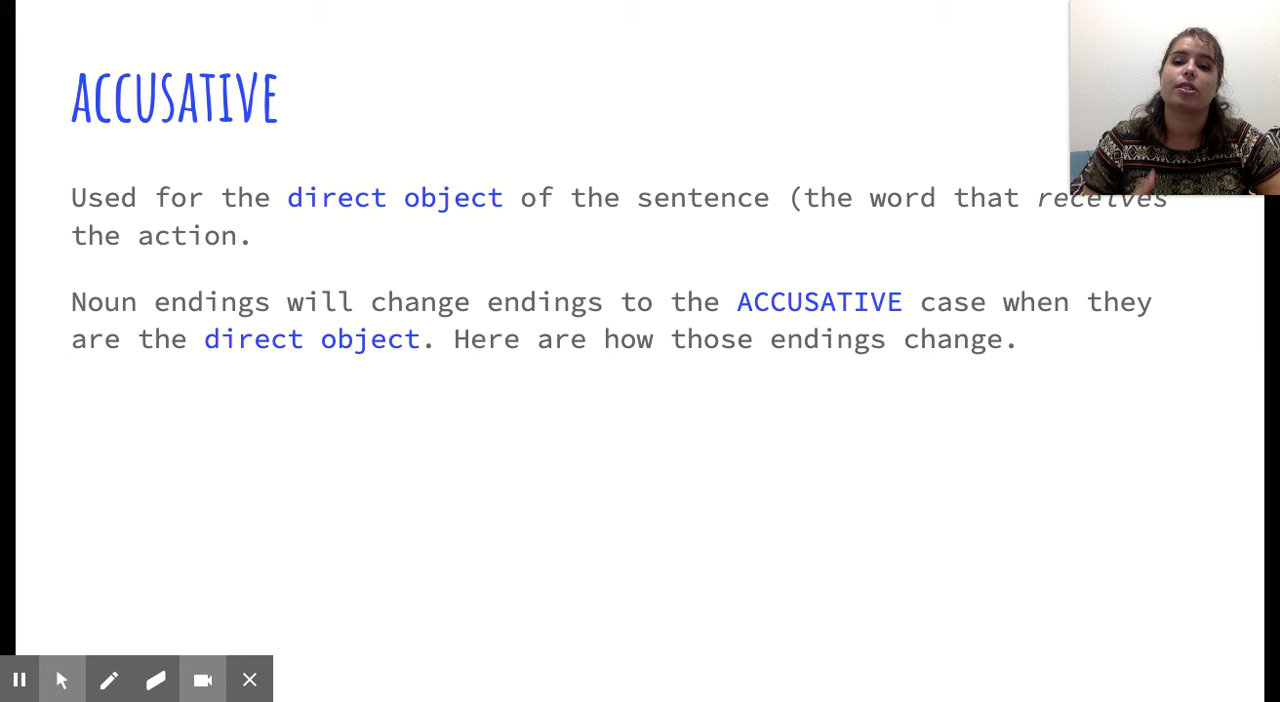 ACCUSATIVE
Used for the direct object of the sentence (the word that receives
the action.
Noun endings will change endings to the ACCUSATIVE case when they
are the direct object. Here are how those endings change.